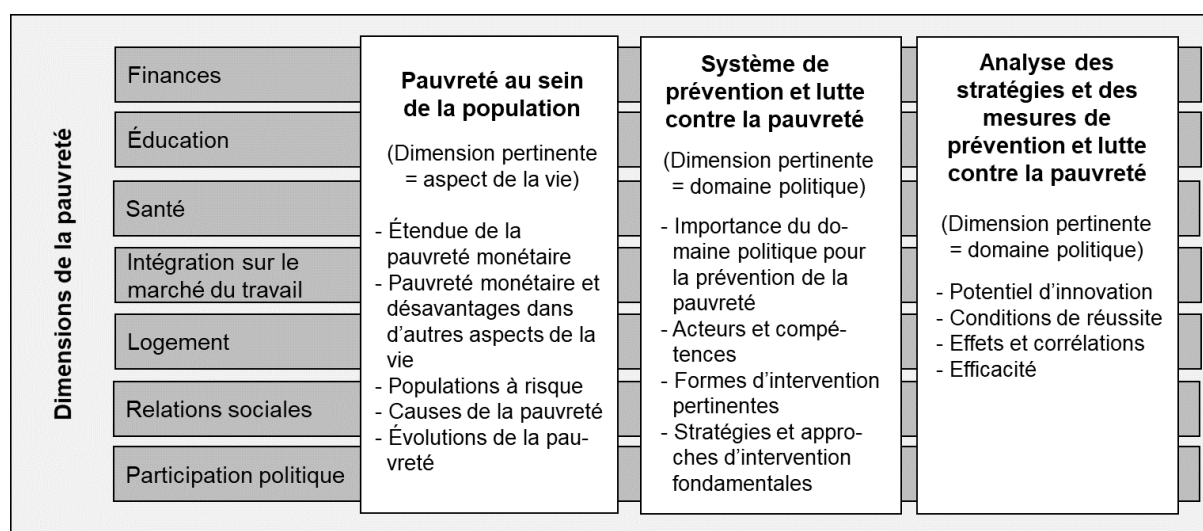 Dimensions de la pauvreté
Finances
Éducation
Santé
Intégration sur le
marché du travail
Logement
Relations sociales
Participation politique
Pauvreté au sein
de la population
(Dimension pertinente
= aspect de la vie)
- Étendue de la
pauvreté monétaire
- Pauvreté monétaire et
désavantages dans
d’autres aspects de la
vie
- Populations à risque
- Causes de la pauvreté
- Évolutions de la pau-
vreté
Système de
prévention et lutte
contre la pauvreté
(Dimension pertinente
= domaine politique)
- Importance du do-
maine politique pour
la prévention de la
pauvreté
- Acteurs et compé-
tences
- Formes d’intervention
pertinentes
- Stratégies et appro-
ches d’intervention
fondamentales
Analyse des
stratégies et des
mesures de
prévention et lutte
contre la pauvreté
(Dimension pertinente
= domaine politique)
- Potentiel d’innovation
- Conditions de réussite
- Effets et corrélations
- Efficacité